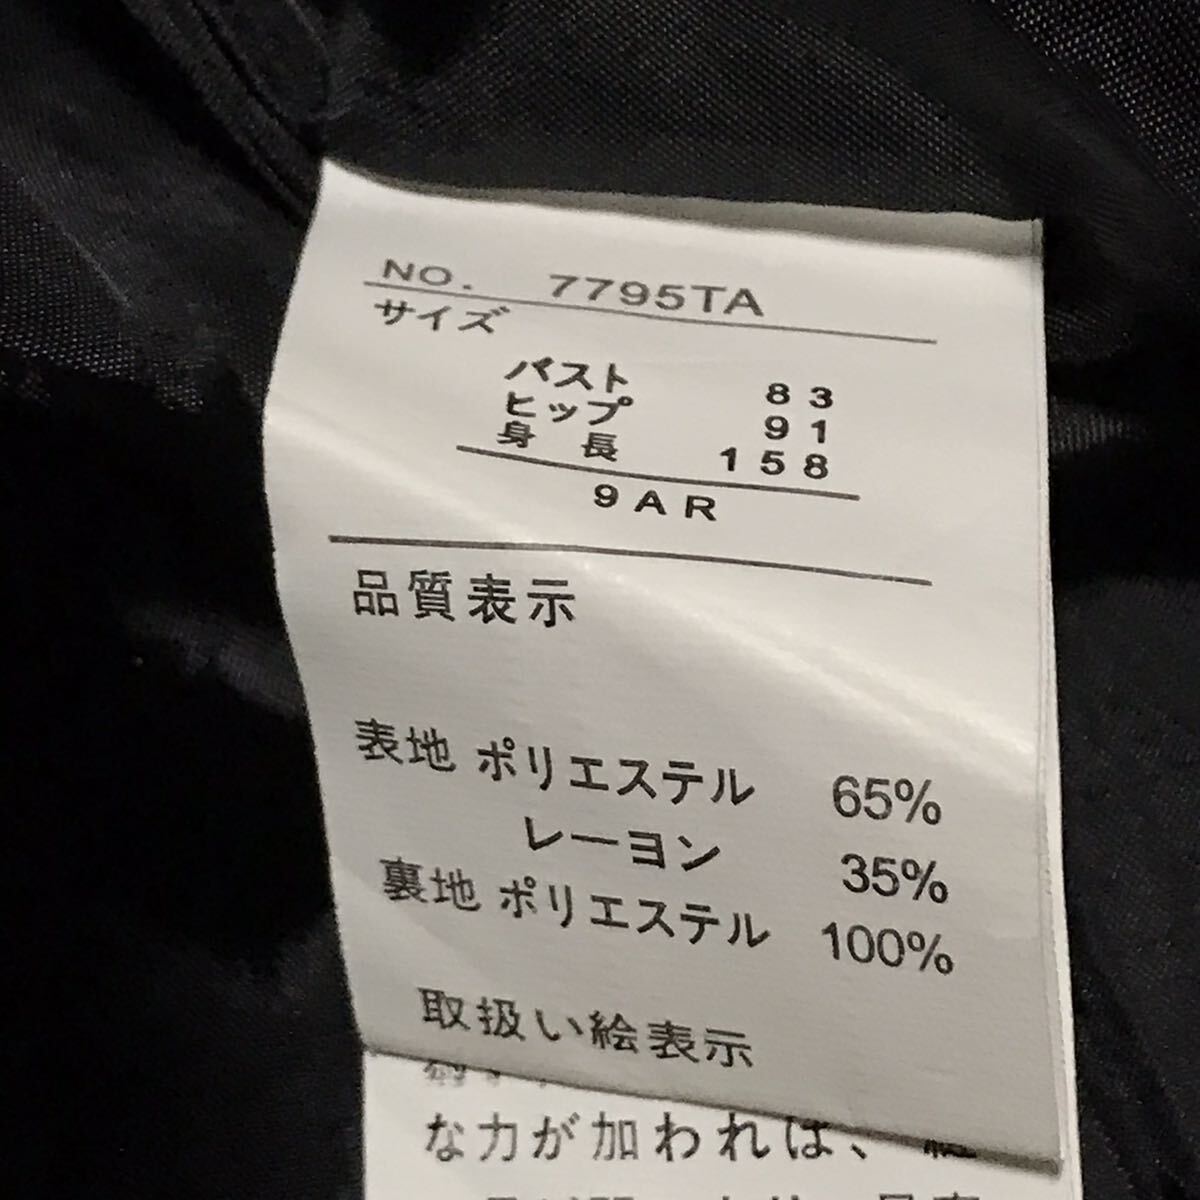 NO. 7795TA
サイズ
バスト 83
ヒップ 91
身長 158
9AR
品質表示
表地 ポリエステル 65%
レーヨン 35%
裏地 ポリエステル 100%
取扱い絵表示
な力が加われば、